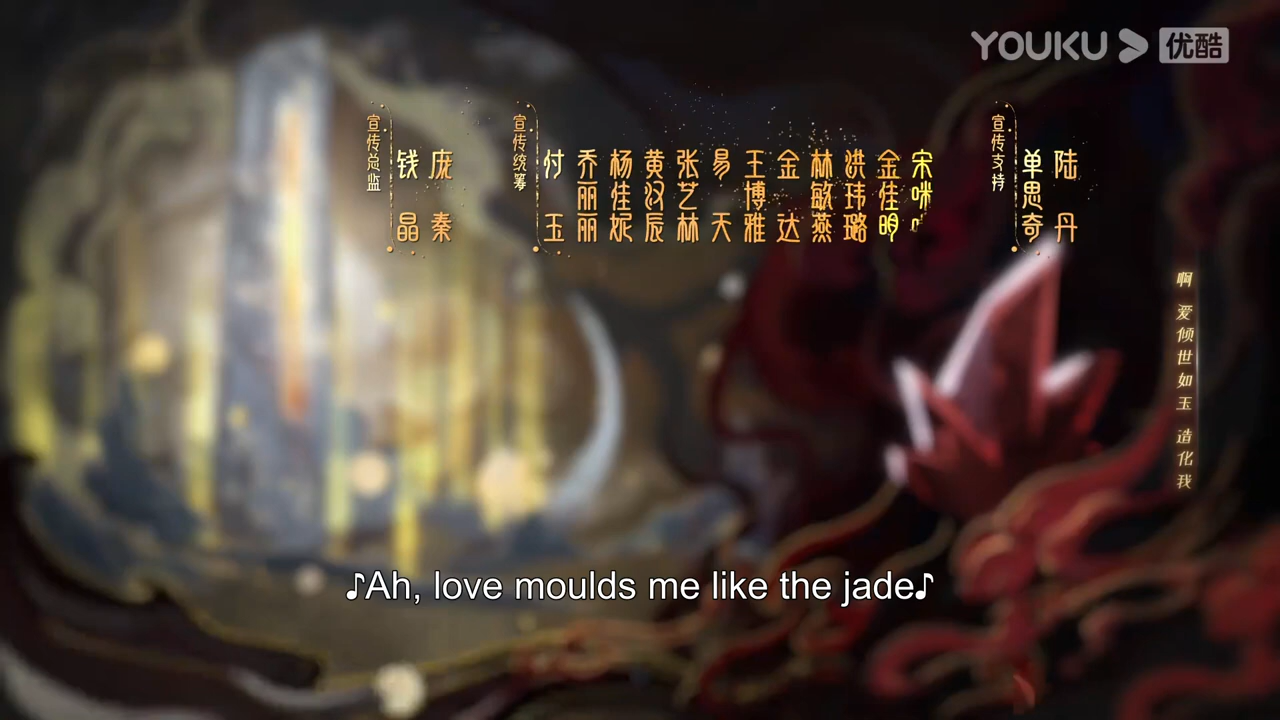 YOUKU 优酷
宣传总监
钱晶
庞秦
宣传统筹
付玉
乔丽丽
杨佳妮
黄汉辰
张艺林
易天
王博雅
金达
林敏燕
洪玮璐
金佳明
宋咪
宣传支持
单思奇
陆丹
啊 爱倾世如玉 造化我
♪Ah, love moulds me like the jade♪